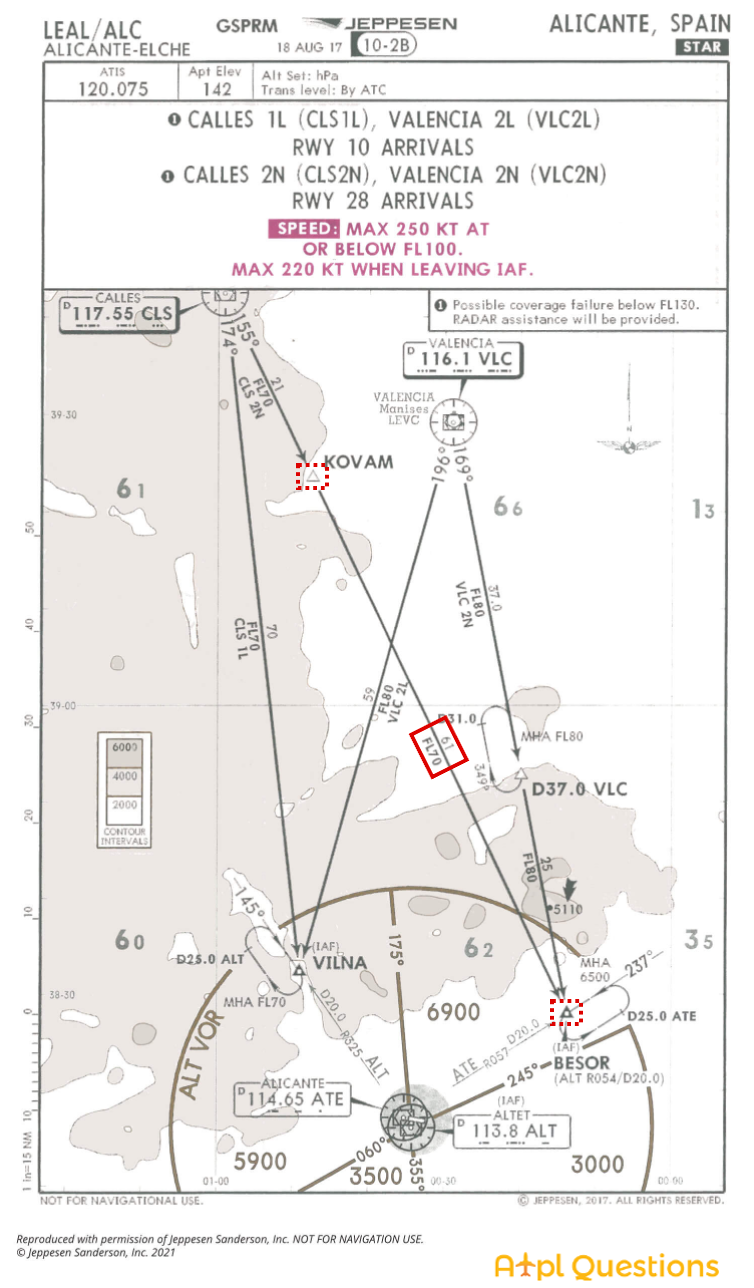 LEAL/ALC
ALICANTE-ELCHE
GSPRM
JEPPESEN
18 AUG 17
10-2B
ALICANTE, SPAIN
STAR
ATIS
120.075
Apt Elev
142
Alt Set: hPa
Trans level: By ATC
❶ CALLES 1L (CLS1L), VALENCIA 2L (VLC2L)
RWY 10 ARRIVALS
❶ CALLES 2N (CLS2N), VALENCIA 2N (VLC2N)
RWY 28 ARRIVALS
SPEED: MAX 250 KT AT
OR BELOW FL100.
MAX 220 KT WHEN LEAVING IAF.
CALLES
D 117.55 CLS
❶ Possible coverage failure below FL130.
RADAR assistance will be provided.
174°
155°
21
FL70
CLS 2N
VALENCIA
D 116.1 VLC
VALENCIA
Manises
LEVC
196°
169°
N
39-30
KOVAM
61
66
13
50
40
70
FL70
CLS 1L
37.0
FL80
VLC 2N
59
FL80
VLC 2L
39-00
30
D31.0
MHA FL80
61
FL70
349°
D37.0 VLC
6000
4000
2000
CONTOUR
INTERVALS
20
25
FL80
5110
10
145°
175°
60
62
35
D25.0 ALT
(IAF)
VILNA
MHA
6500
237°
38-30
MHA FL70
D20.0
R325 ALT
0
6900
D25.0 ATE
ATE R057 D20.0
ALT VOR
(IAF)
BESOR
(ALT R054/D20.0)
245°
ALICANTE
D 114.65 ATE
(IAF)
ALTET
D 113.8 ALT
10
060°
355°
5900
3500
3000
1 in=15 NM
01-00
00-30
00-00
NOT FOR NAVIGATIONAL USE.
© JEPPESEN, 2017. ALL RIGHTS RESERVED.
Reproduced with permission of Jeppesen Sanderson, Inc. NOT FOR NAVIGATION USE.
© Jeppesen Sanderson, Inc. 2021
Atpl Questions